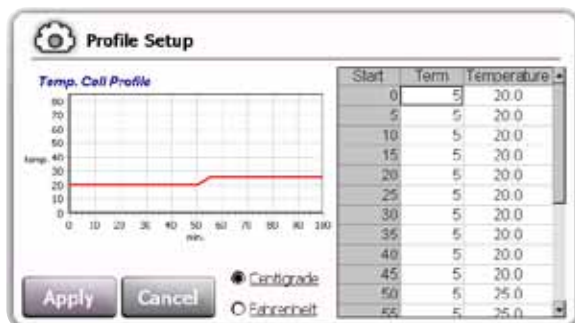 Profile Setup
Temp. Cell Profile
90
80
70
60
50
temp. 40
30
20
10
0
0 10 20 30 40 50 60 70 80 90 100
min.
Centigrade
Fahrenheit
Apply Cancel
Start Term Temperature
0 5 20.0
5 5 20.0
10 5 20.0
15 5 20.0
20 5 20.0
25 5 20.0
30 5 20.0
35 5 20.0
40 5 20.0
45 5 20.0
50 5 25.0
55 5 25.0